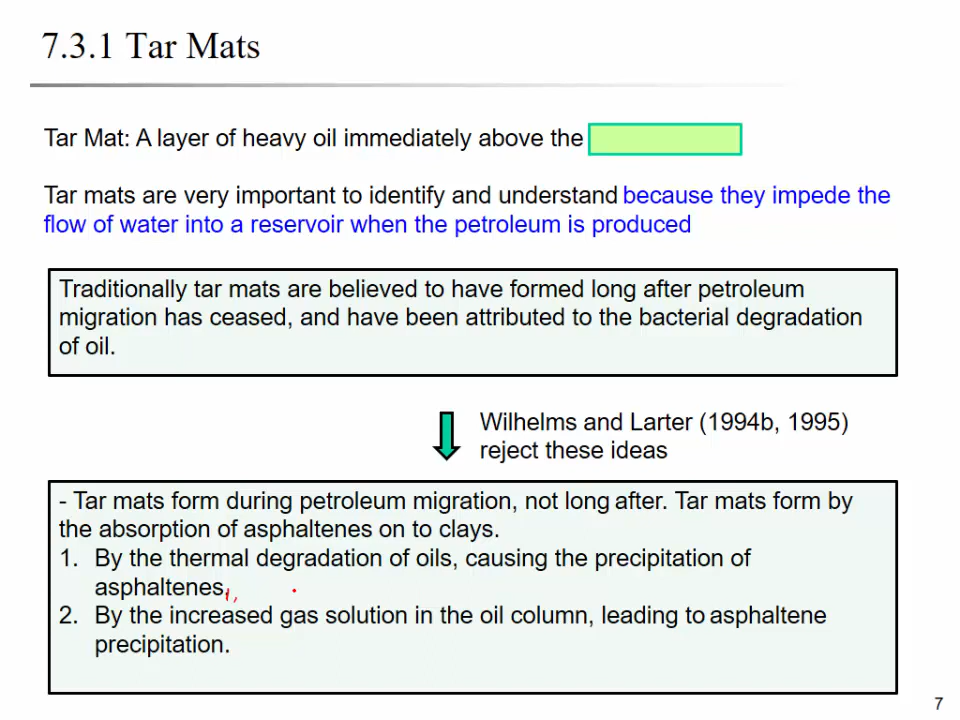 7.3.1 Tar Mats
Tar Mat: A layer of heavy oil immediately above the
Tar mats are very important to identify and understand because they impede the
flow of water into a reservoir when the petroleum is produced
Traditionally tar mats are believed to have formed long after petroleum
migration has ceased, and have been attributed to the bacterial degradation
of oil.
Wilhelms and Larter (1994b, 1995)
reject these ideas
- Tar mats form during petroleum migration, not long after. Tar mats form by
the absorption of asphaltenes on to clays.
1. By the thermal degradation of oils, causing the precipitation of
asphaltenes,
2. By the increased gas solution in the oil column, leading to asphaltene
precipitation.
7